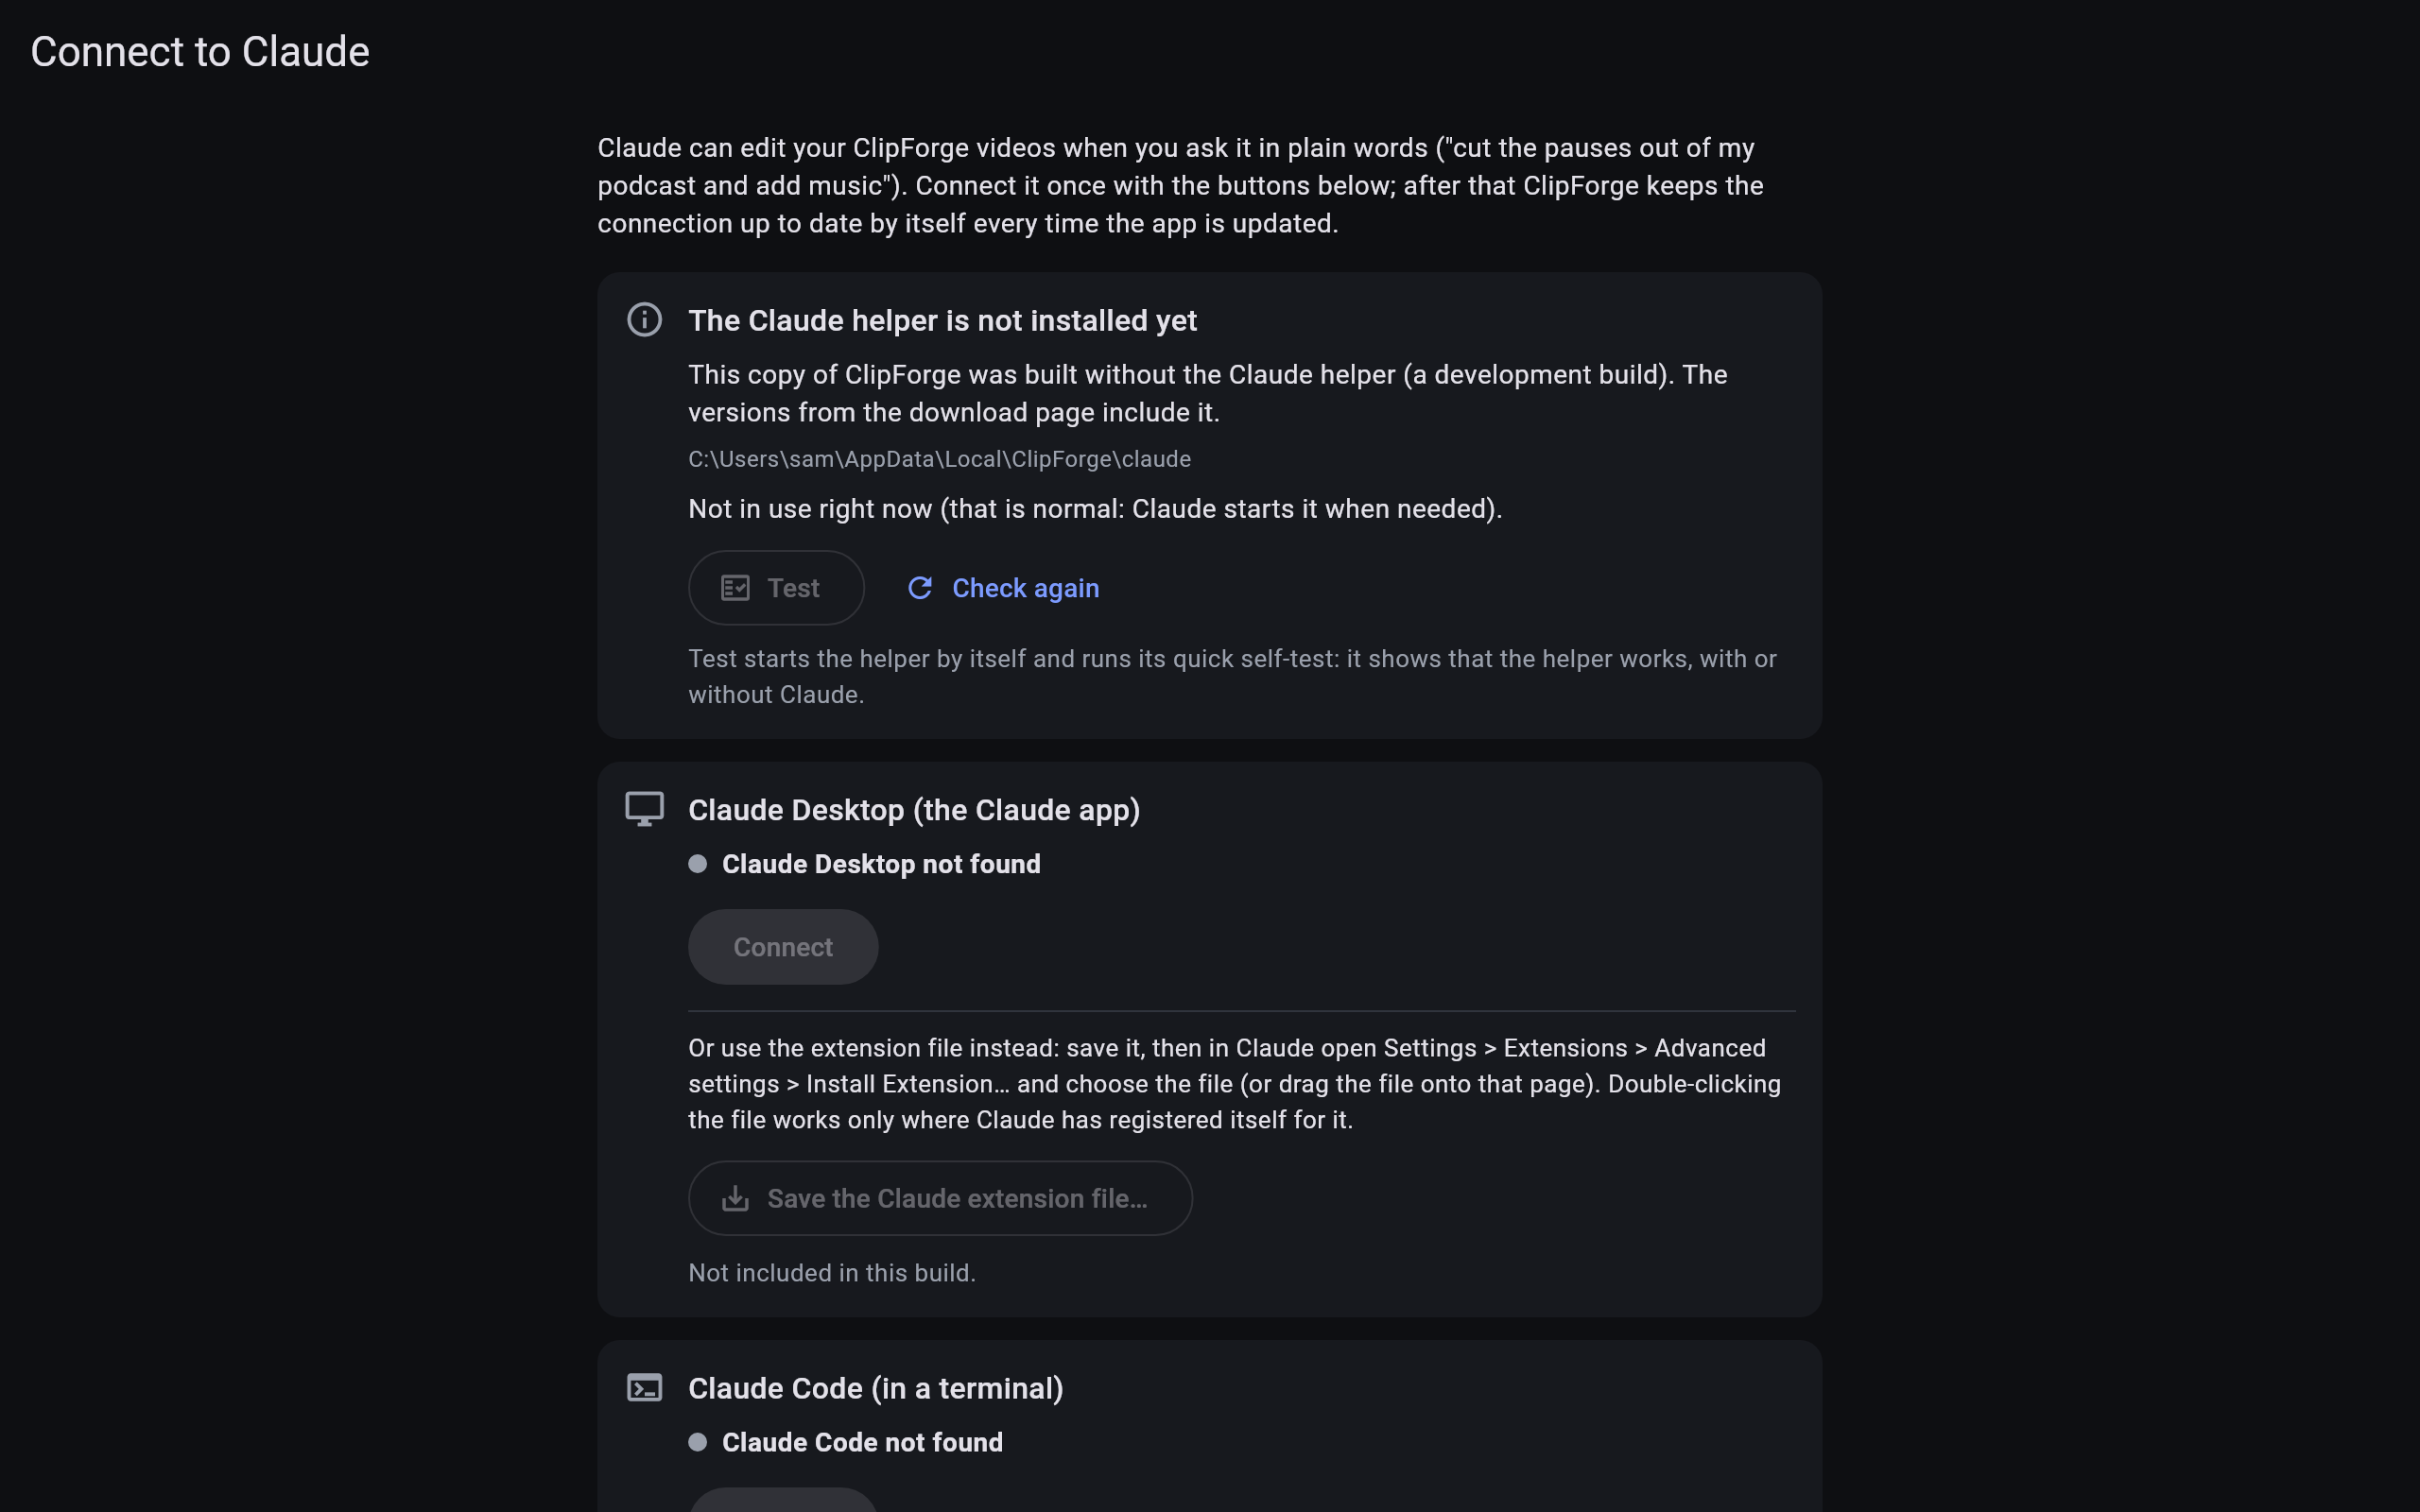 Connect to Claude
Claude can edit your ClipForge videos when you ask it in plain words ("cut the pauses out of my
podcast and add music"). Connect it once with the buttons below; after that ClipForge keeps the
connection up to date by itself every time the app is updated.
The Claude helper is not installed yet
This copy of ClipForge was built without the Claude helper (a development build). The
versions from the download page include it.
C:\Users\sam\AppData\Local\ClipForge\claude
Not in use right now (that is normal: Claude starts it when needed).
Test
Check again
Test starts the helper by itself and runs its quick self-test: it shows that the helper works, with or
without Claude.
Claude Desktop (the Claude app)
Claude Desktop not found
Connect
Or use the extension file instead: save it, then in Claude open Settings > Extensions > Advanced
settings > Install Extension… and choose the file (or drag the file onto that page). Double-clicking
the file works only where Claude has registered itself for it.
Save the Claude extension file…
Not included in this build.
Claude Code (in a terminal)
Claude Code not found